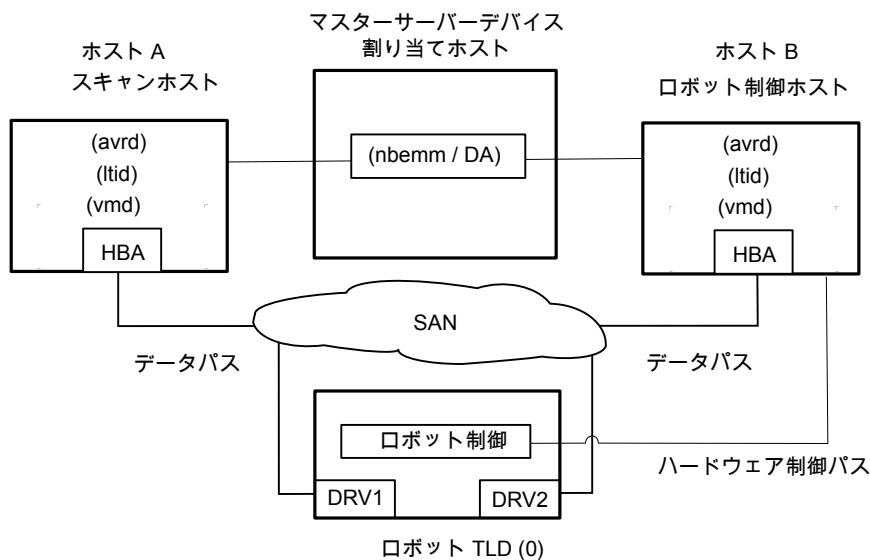 マスターサーバーデバイス
割り当てホスト
ホスト A
スキャンホスト
ホスト B
ロボット制御ホスト
(avrd)
(ltid)
(vmd)
HBA
(nbemm / DA)
(avrd)
(ltid)
(vmd)
HBA
SAN
データパス
データパス
ロボット制御
ハードウェア制御パス
DRV1
DRV2
ロボット TLD (0)